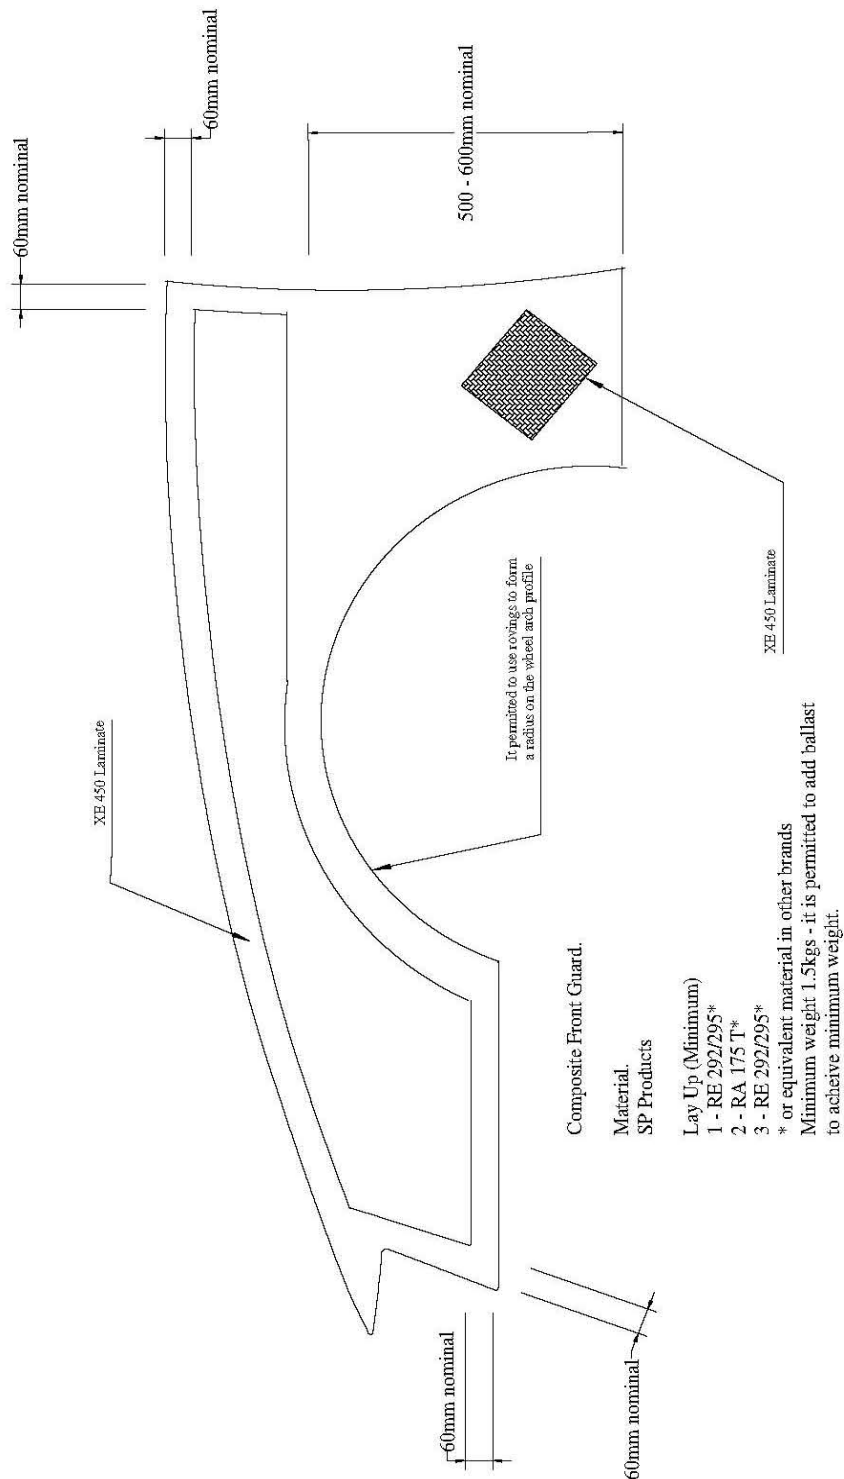 60mm nominal
60mm nominal
500 - 600mm nominal
XE 450 Laminate
It permitted to use rovings to form
a radius on the wheel arch profile
XE 450 Laminate
60mm nominal
60mm nominal
Composite Front Guard.
Material.
SP Products
Lay Up (Minimum)
1 - RE 292/295*
2 - RA 175 T*
3 - RE 292/295*
* or equivalent material in other brands
Minimum weight 1.5kgs - it is permitted to add ballast
to acheive minimum weight.